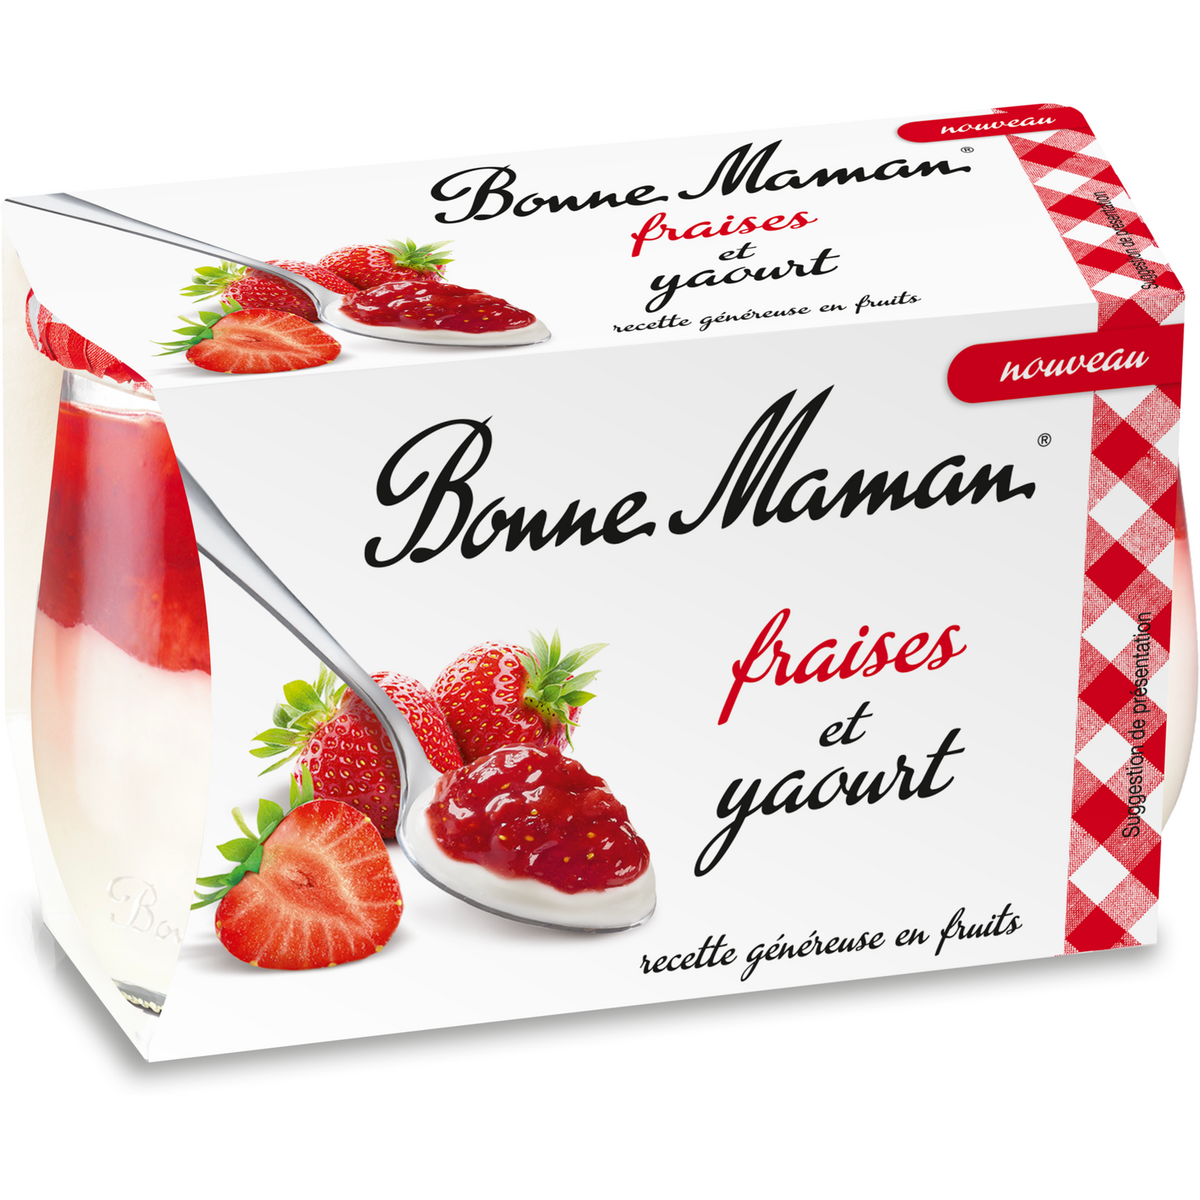 nouveau
Bonne Maman®
fraises
et
yaourt
recette généreuse en fruits
Suggestion de présentation
nouveau
Bonne Maman®
fraises
et
yaourt
recette généreuse en fruits
Suggestion de présentation